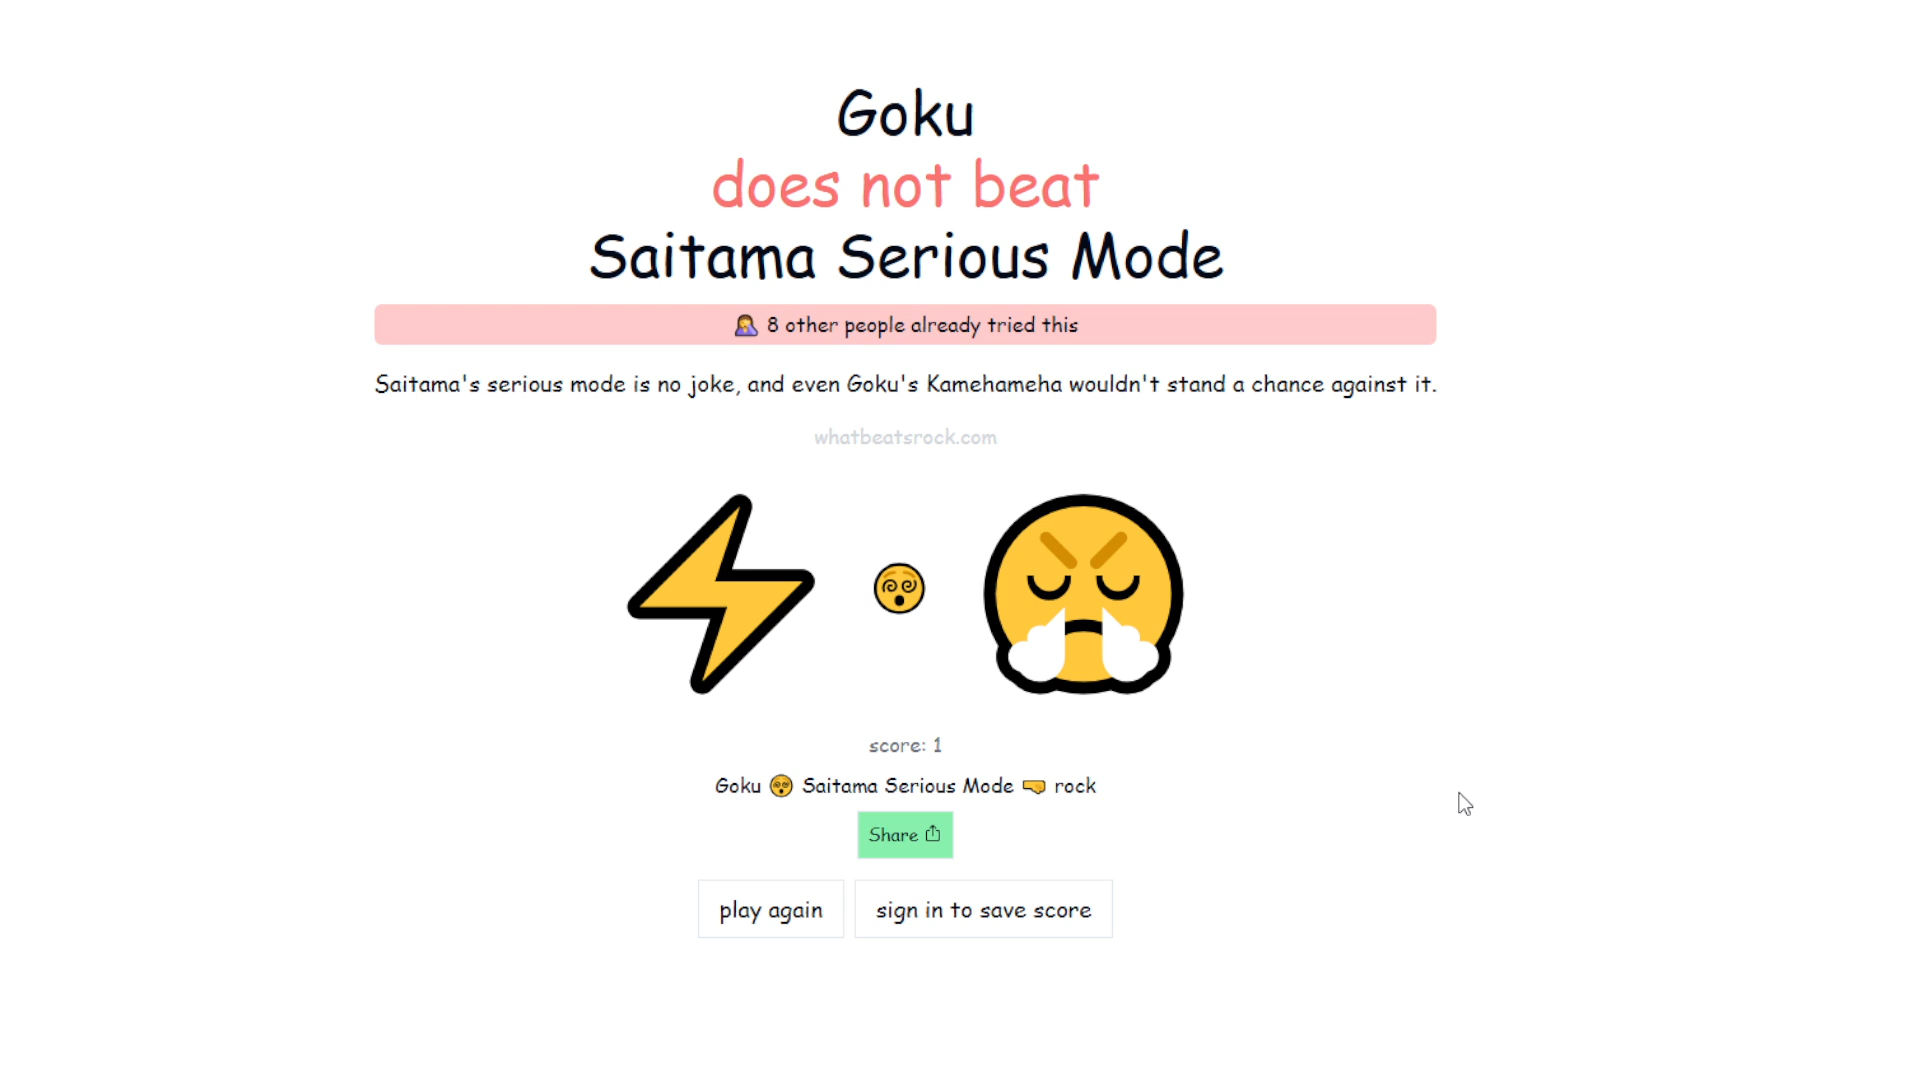 Goku
does not beat
Saitama Serious Mode
🤦 8 other people already tried this
Saitama's serious mode is no joke, and even Goku's Kamehameha wouldn't stand a chance against it.
whatbeatsrock.com
score: 1
Goku 😵‍💫 Saitama Serious Mode 🤜 rock
Share
play again sign in to save score